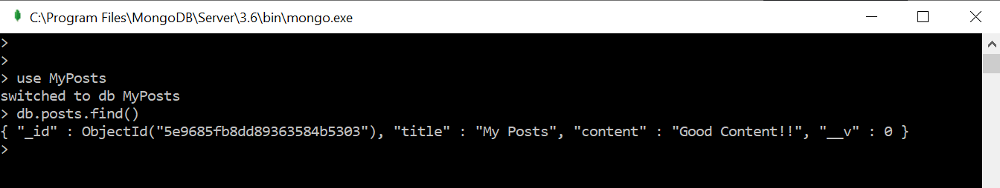 C:\Program Files\MongoDB\Server\3.6\bin\mongo.exe
>
>
> use MyPosts
switched to db MyPosts
> db.posts.find()
{ "_id" : ObjectId("5e9685fb8dd89363584b5303"), "title" : "My Posts", "content" : "Good Content!!", "__v" : 0 }
>